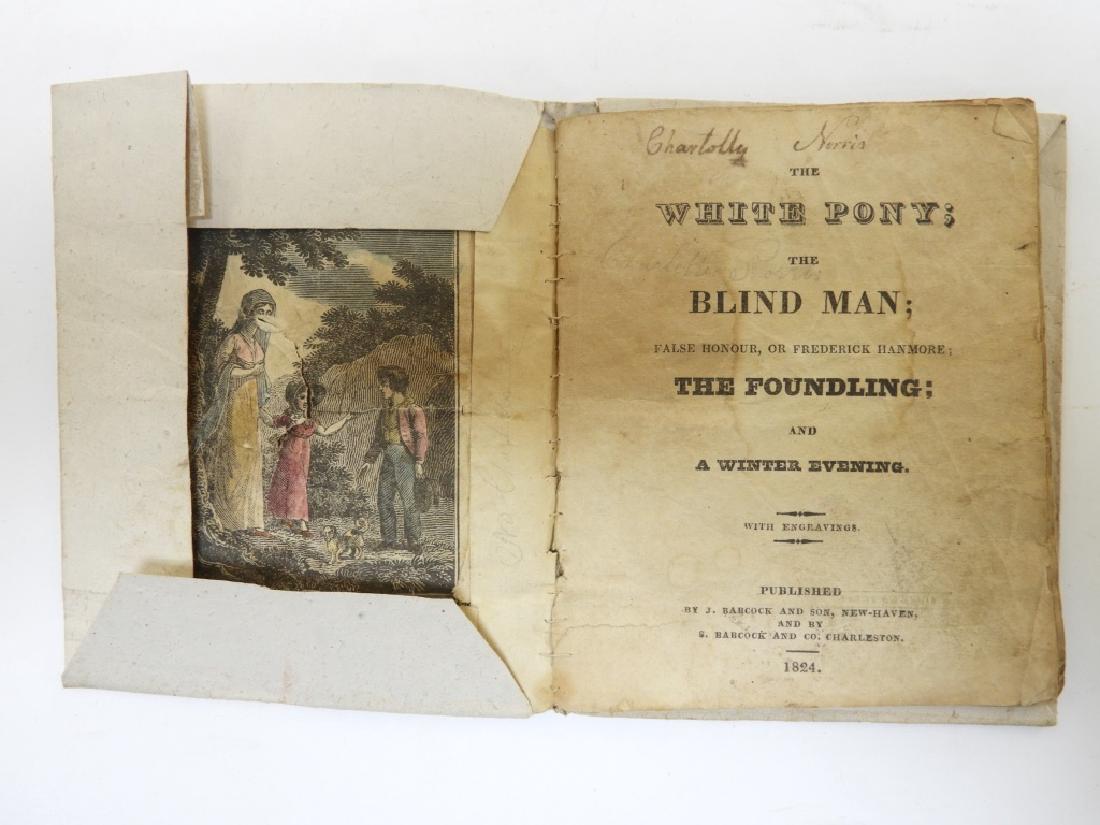 Chartolly Norris
THE
WHITE PONY;
THE
BLIND MAN;
FALSE HONOUR, OR FREDERICK HANMORE;
THE FOUNDLING;
AND
A WINTER EVENING.
WITH ENGRAVINGS.
PUBLISHED
BY J. BABCOCK AND SON, NEW-HAVEN,
AND BY
S. BABCOCK AND CO. CHARLESTON.
1824.